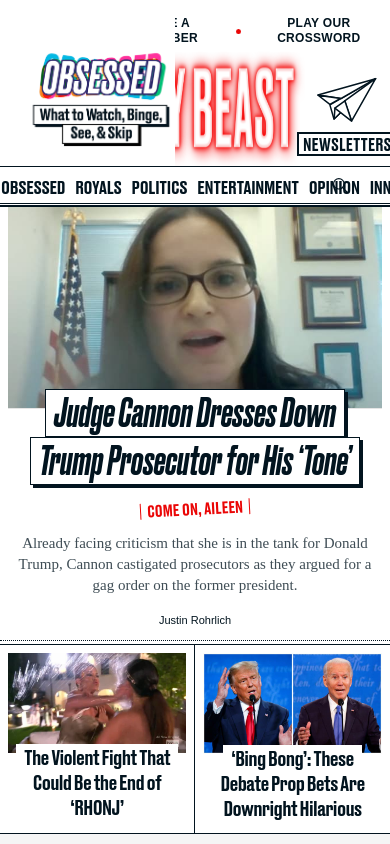 E A
BER
PLAY OUR
CROSSWORD
OBSESSED
What to Watch, Binge,
See, & Skip
Y BEAST
NEWSLETTERS
OBSESSED ROYALS POLITICS ENTERTAINMENT OPINION INN
Judge Cannon Dresses Down
Trump Prosecutor for His ‘Tone’
COME ON, AILEEN
Already facing criticism that she is in the tank for Donald
Trump, Cannon castigated prosecutors as they argued for a
gag order on the former president.
Justin Rohrlich
The Violent Fight That
Could Be the End of
‘RHONJ’
‘Bing Bong’: These
Debate Prop Bets Are
Downright Hilarious